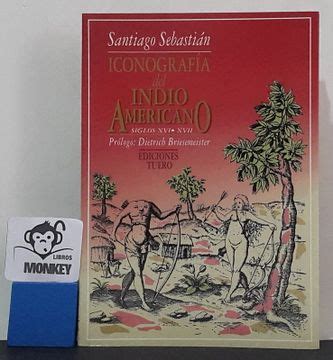 Santiago Sebastián
ICONOGRAFÍA
del
INDIO
AMERICANO
SIGLOS XVI • XVII
Prólogo: Dietrich Briesemeister
EDICIONES
TUERO
LIBROS
MONKEY